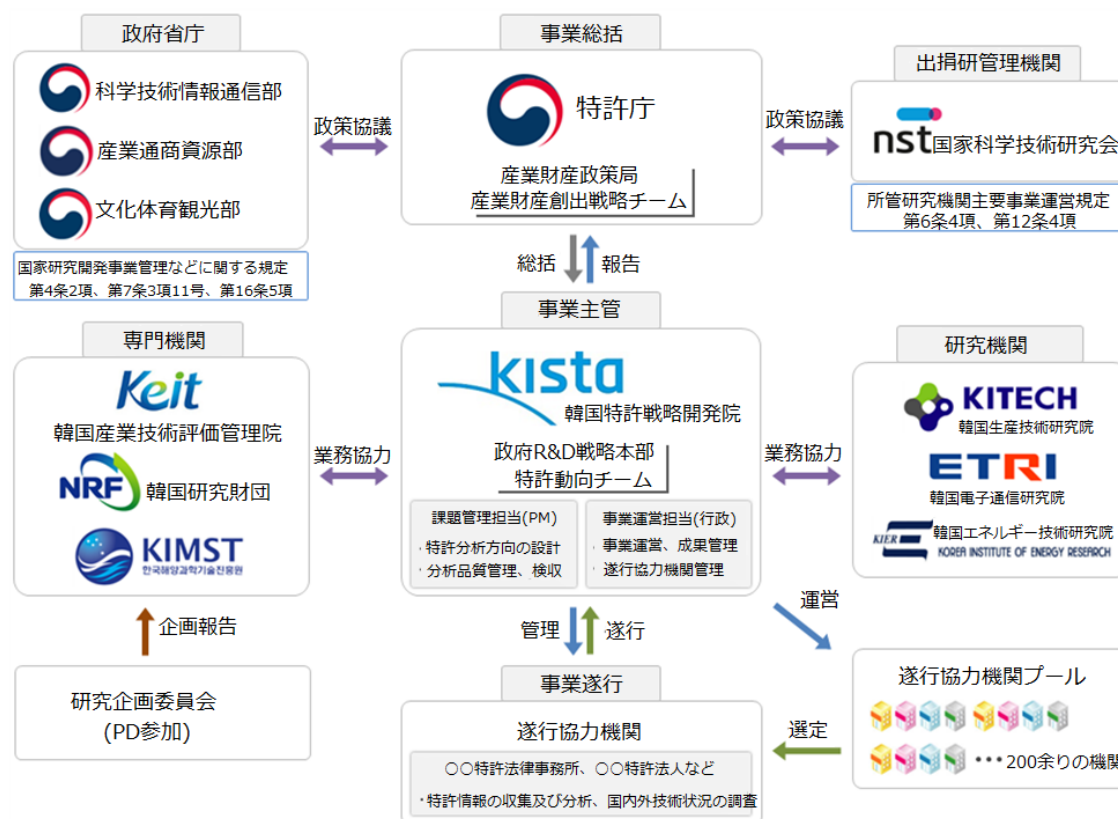 政府省庁
科学技術情報通信部
産業通商資源部
文化体育観光部
国家研究開発事業管理などに関する規定
第4条2項、第7条3項11号、第16条5項
政策協議
事業総括
特許庁
産業財産政策局
産業財産創出戦略チーム
政策協議
出捐研管理機関
nst国家科学技術研究会
所管研究機関主要事業運営規定
第6条4項、第12条4項
総括
報告
専門機関
Keit
韓国産業技術評価管理院
NRF 韓国研究財団
KIMST
한국해양과학기술진흥원
業務協力
事業主管
kista
韓国特許戦略開発院
政府R&D戦略本部
特許動向チーム
課題管理担当(PM)
・特許分析方向の設計
・分析品質管理、検収
事業運営担当(行政)
・事業運営、成果管理
・遂行協力機関管理
業務協力
研究機関
KITECH
韓国生産技術研究院
ETRI
韓国電子通信研究院
KIER 韓国エネルギー技術研究院
KOREA INSTITUTE OF ENERGY RESEARCH
企画報告
研究企画委員会
(PD参加)
管理
遂行
運営
事業遂行
遂行協力機関
〇〇特許法律事務所、〇〇特許法人など
・特許情報の収集及び分析、国内外技術状況の調査
選定
遂行協力機関プール
・・・200余りの機関